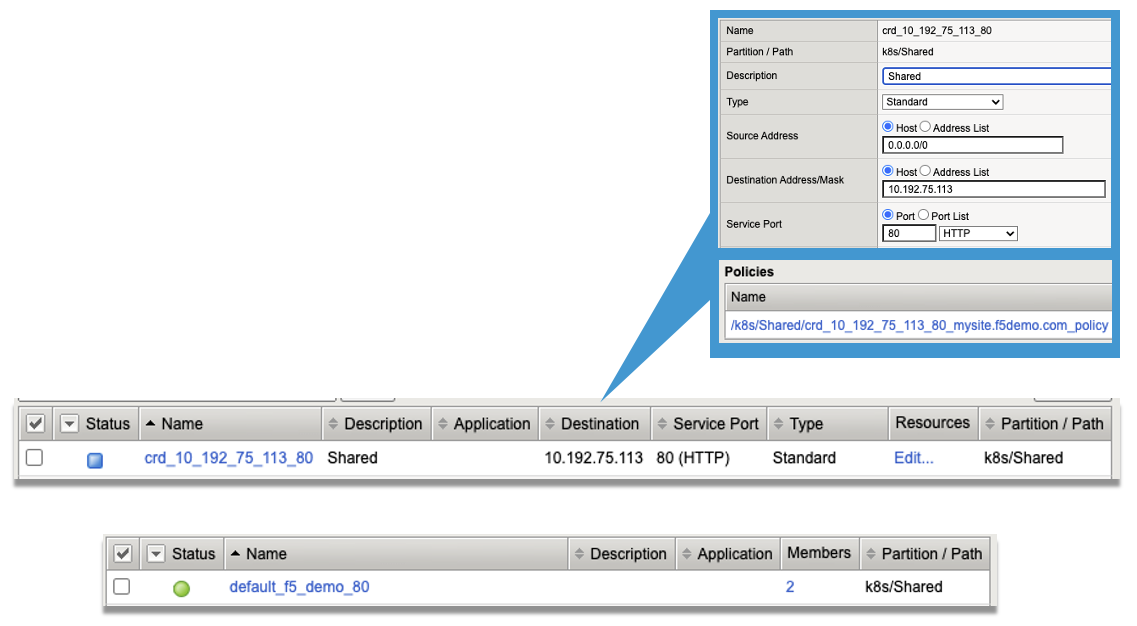 Name crd_10_192_75_113_80
Partition / Path k8s/Shared
Description Shared
Type Standard
Host Address List
Source Address
0.0.0.0/0
Host Address List
Destination Address/Mask
10.192.75.113
Port Port List
Service Port
80 HTTP
Policies
Name
/k8s/Shared/crd_10_192_75_113_80_mysite.f5demo.com_policy
Status Name Description Application Destination Service Port Type Resources Partition / Path
crd_10_192_75_113_80 Shared 10.192.75.113 80 (HTTP) Standard Edit... k8s/Shared
Status Name Description Application Members Partition / Path
default_f5_demo_80 2 k8s/Shared